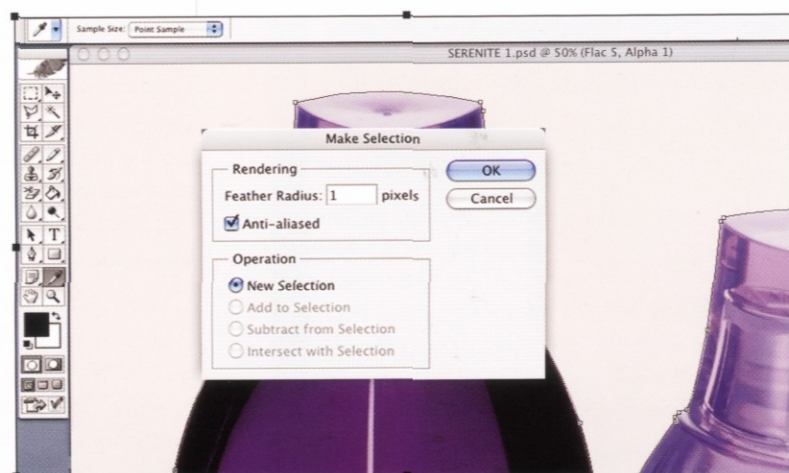 Sample Size: Point Sample
SERENITE 1.psd @ 50% (Flac S, Alpha 1)
Make Selection
Rendering
Feather Radius: 1 pixels
Anti-aliased
OK
Cancel
Operation
New Selection
Add to Selection
Subtract from Selection
Intersect with Selection
T